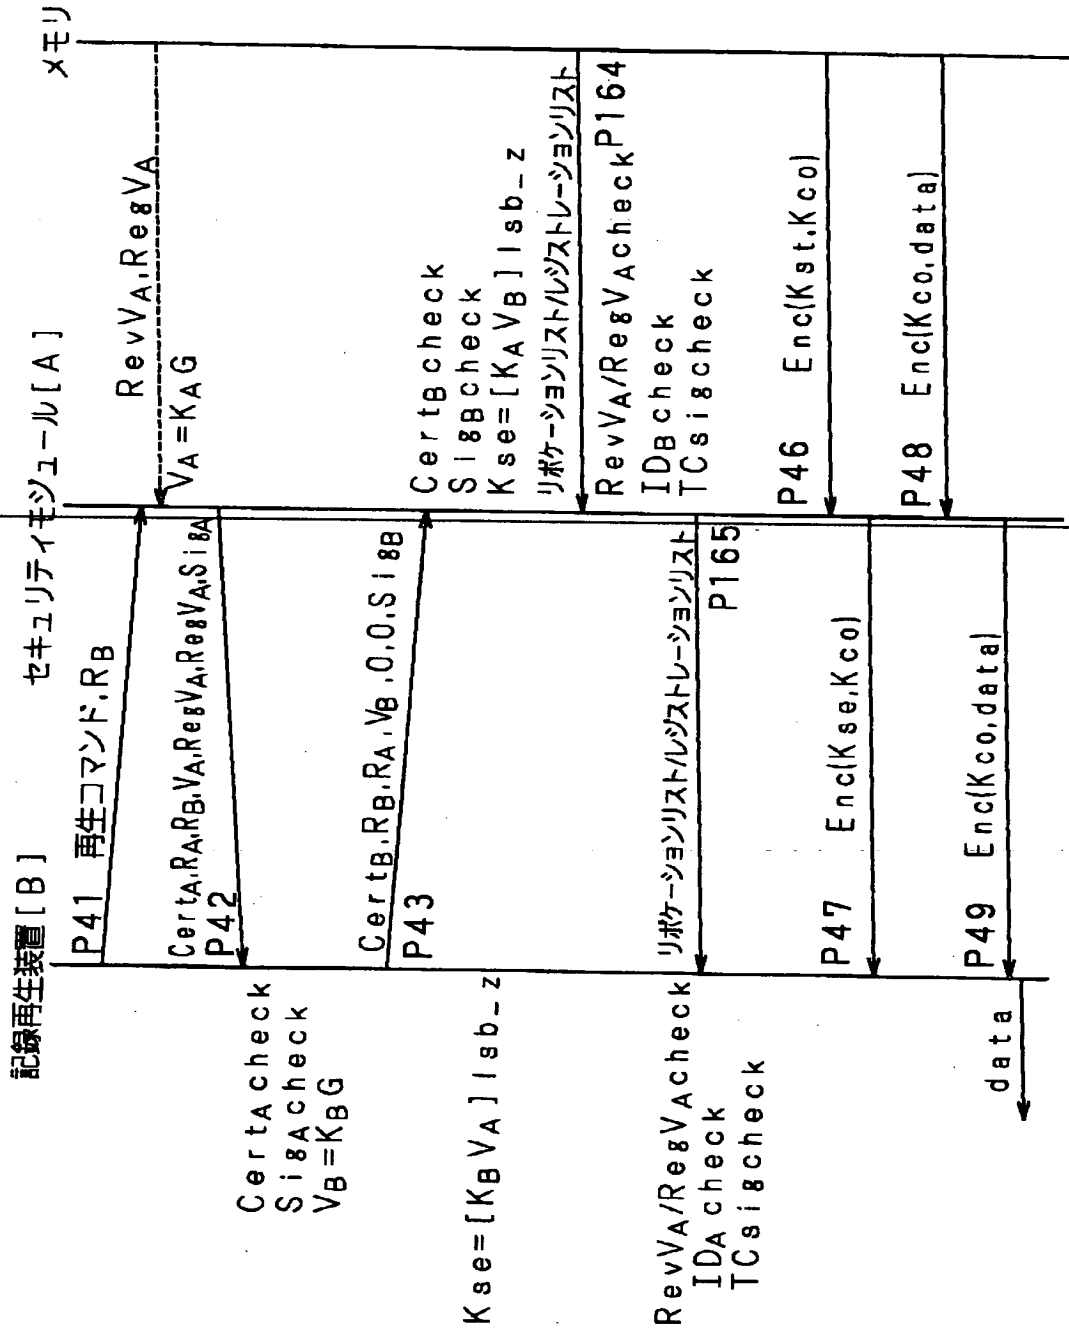 記録再生装置[B]
セキュリティモジュール[A]
メモリ
P41 再生コマンド,RB
RevVA,RegVA
VA=KAG
CertA,RA,RB,VA,RegVA,RegVA,SigA
P42
CertAcheck
SigAcheck
VB=KBG
CertB,RB,RA,VB,0,0,SigB
P43
CertBcheck
SigBcheck
Kse=[KAVB]lsb_z
Kse=[KBVA]lsb_z
リボケーションリスト/レジストレーションリスト
P164
RevVA/RegVAcheck
IDBcheck
TCsigcheck
リボケーションリスト/レジストレーションリスト
P165
RevVA/RegVAcheck
IDAcheck
TCsigcheck
P46 Enc(Kst,Kco)
P47 Enc(Kse,Kco)
P48 Enc(Kco,data)
P49 Enc(Kco,data)
data